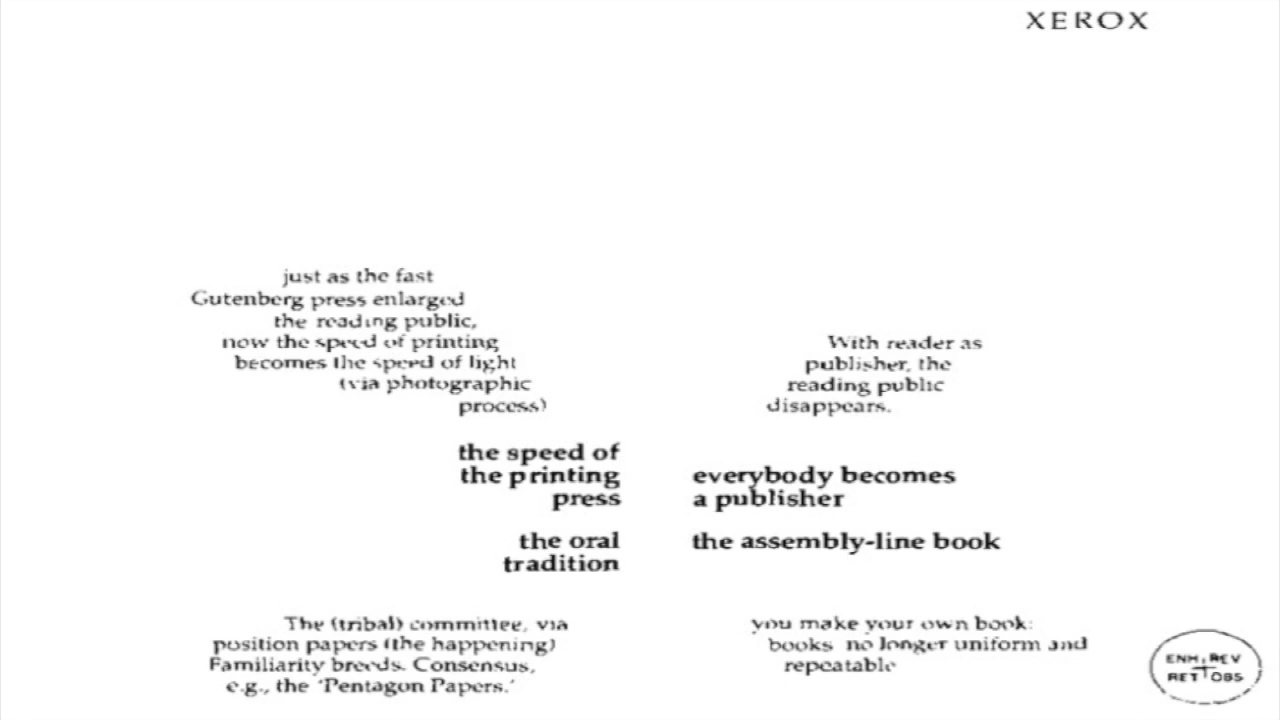 XEROX
just as the fast
Gutenberg press enlarged
the reading public,
now the speed of printing
becomes the speed of light
(via photographic
process)
With reader as
publisher, the
reading public
disappears.
the speed of
the printing
press
everybody becomes
a publisher
the oral
tradition
the assembly-line book
The (tribal) committee, via
position papers (the happening)
Familiarity breeds. Consensus,
e.g., the 'Pentagon Papers.'
you make your own book:
books no longer uniform and
repeatable
ENH REV
RET OBS